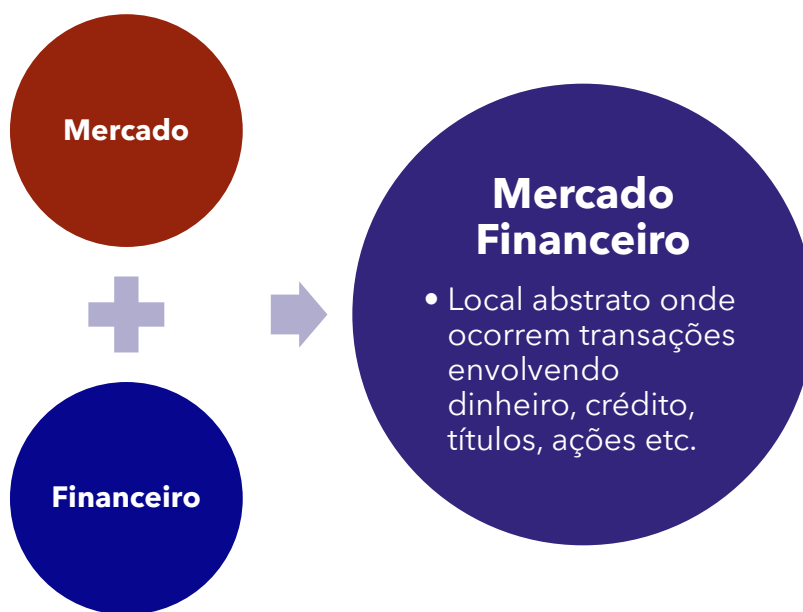 Mercado
Financeiro
Mercado
Financeiro
• Local abstrato onde
ocorrem transações
envolvendo
dinheiro, crédito,
títulos, ações etc.